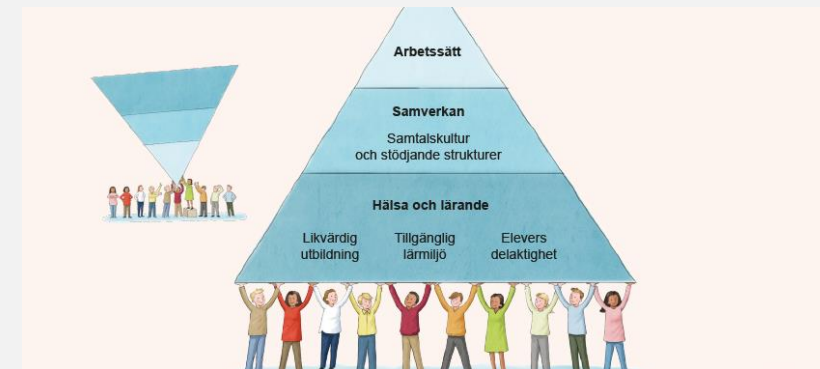 Arbetssätt
Samverkan
Samtalskultur
och stödjande strukturer
Hälsa och lärande
Likvärdig
utbildning
Tillgänglig
lärmiljö
Elevers
delaktighet